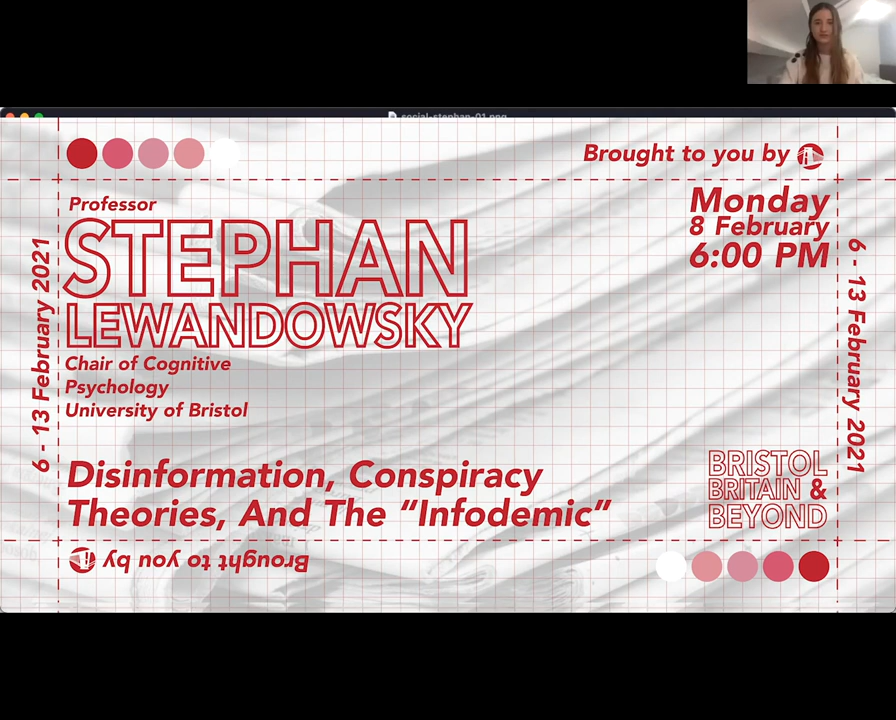 social-stephan-01.png
Brought to you by
Professor
STEPHAN
LEWANDOWSKY
Chair of Cognitive
Psychology
University of Bristol
Monday
8 February
6:00 PM
6 - 13 February 2021
6 - 13 February 2021
Disinformation, Conspiracy
Theories, And The “Infodemic”
BRISTOL
BRITAIN &
BEYOND
Brought to you by